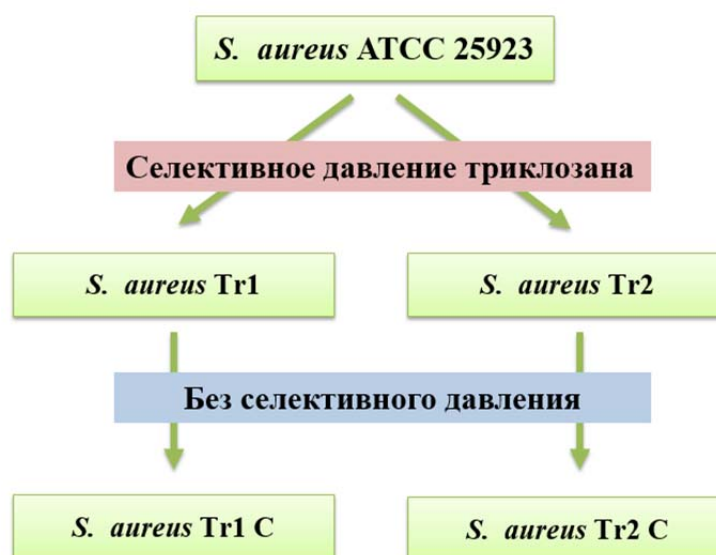 S. aureus ATCC 25923
Селективное давление триклозана
S. aureus Tr1
S. aureus Tr2
Без селективного давления
S. aureus Tr1 C
S. aureus Tr2 C